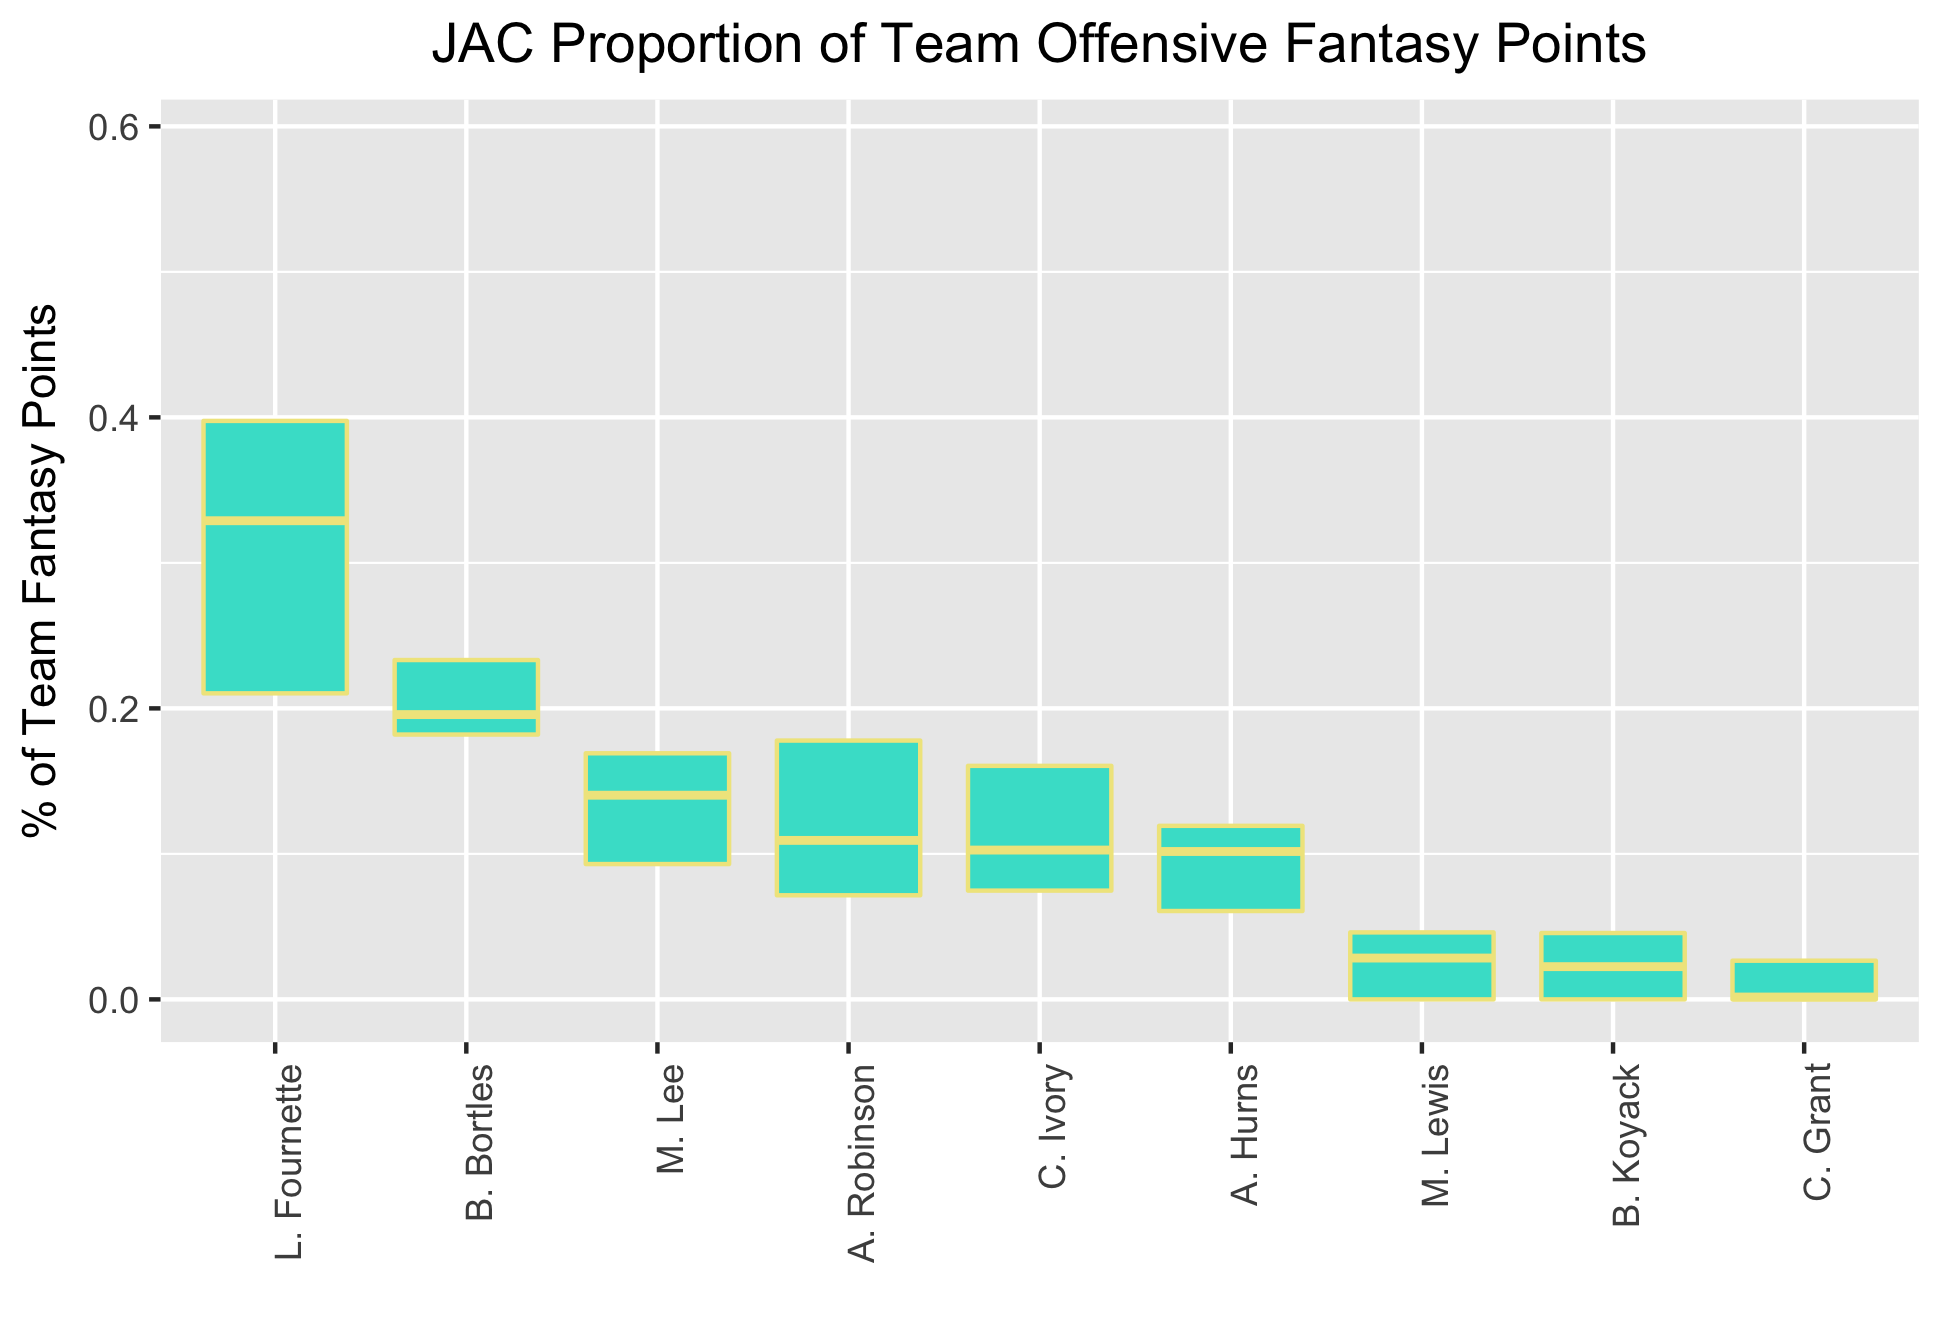 JAC Proportion of Team Offensive Fantasy Points
% of Team Fantasy Points
0.6
0.4
0.2
0.0
L. Fournette
B. Bortles
M. Lee
A. Robinson
C. Ivory
A. Hurns
M. Lewis
B. Koyack
C. Grant